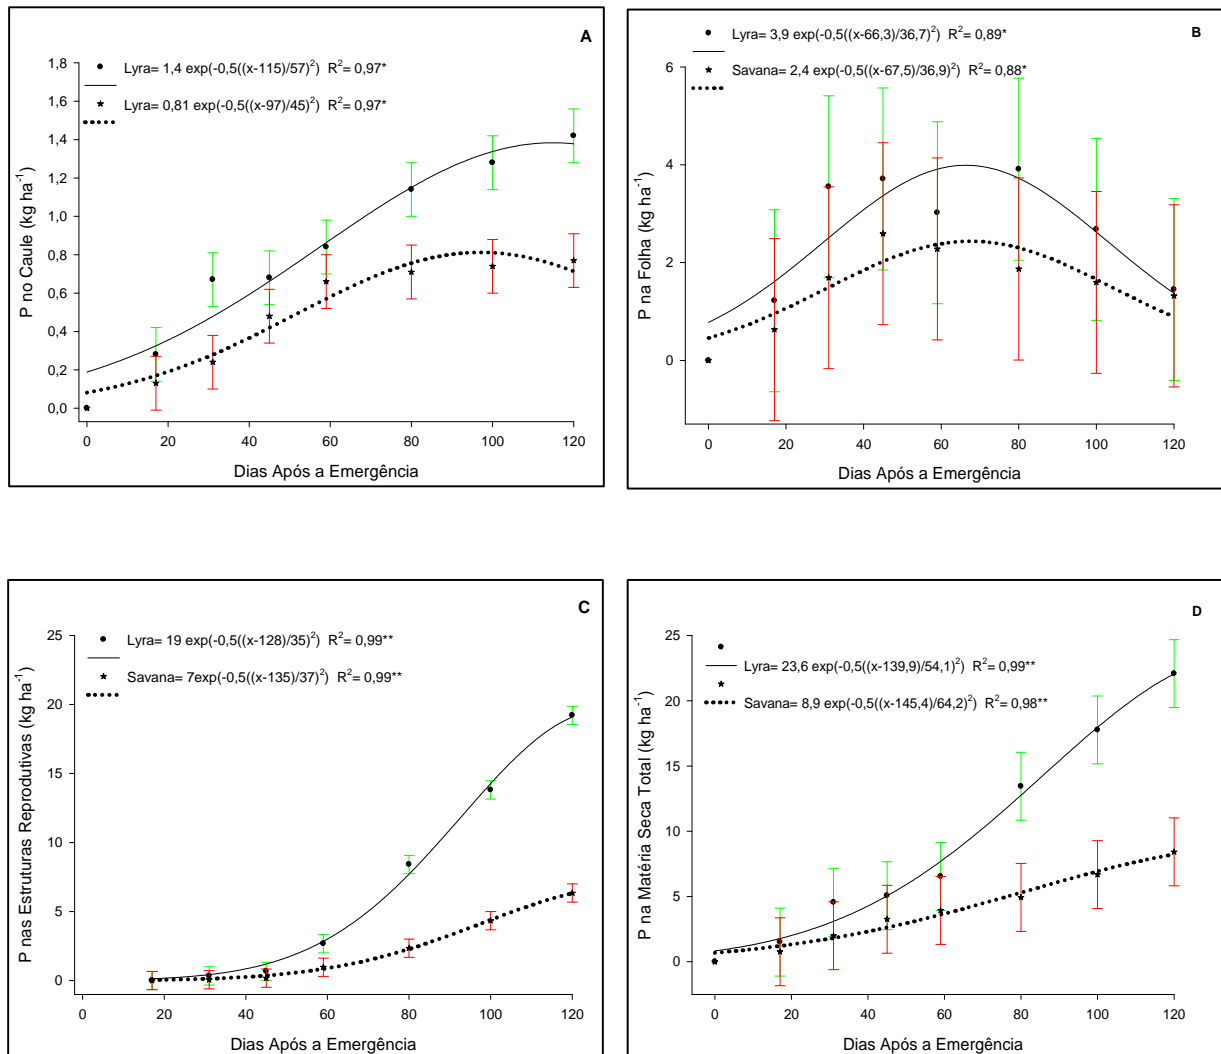 A
Lyra= 1,4 exp(-0,5((x-115)/57)²) R²= 0,97*
Lyra= 0,81 exp(-0,5((x-97)/45)²) R²= 0,97*
P no Caule (kg ha⁻¹)
1,8
1,6
1,4
1,2
1,0
0,8
0,6
0,4
0,2
0,0
0 20 40 60 80 100 120
Dias Após a Emergência
B
Lyra= 3,9 exp(-0,5((x-66,3)/36,7)²) R²= 0,89*
Savana= 2,4 exp(-0,5((x-67,5)/36,9)²) R²= 0,88*
P na Folha (kg ha⁻¹)
6
4
2
0
0 20 40 60 80 100 120
Dias Após a Emergência
C
Lyra= 19 exp(-0,5((x-128)/35)²) R²= 0,99**
Savana= 7exp(-0,5((x-135)/37)²) R²= 0,99**
P nas Estruturas Reprodutivas (kg ha⁻¹)
25
20
15
10
5
0
0 20 40 60 80 100 120
Dias Após a Emergência
D
Lyra= 23,6 exp(-0,5((x-139,9)/54,1)²) R²= 0,99**
Savana= 8,9 exp(-0,5((x-145,4)/64,2)²) R²= 0,98**
P na Matéria Seca Total (kg ha⁻¹)
25
20
15
10
5
0
0 20 40 60 80 100 120
Dias Após a Emergência